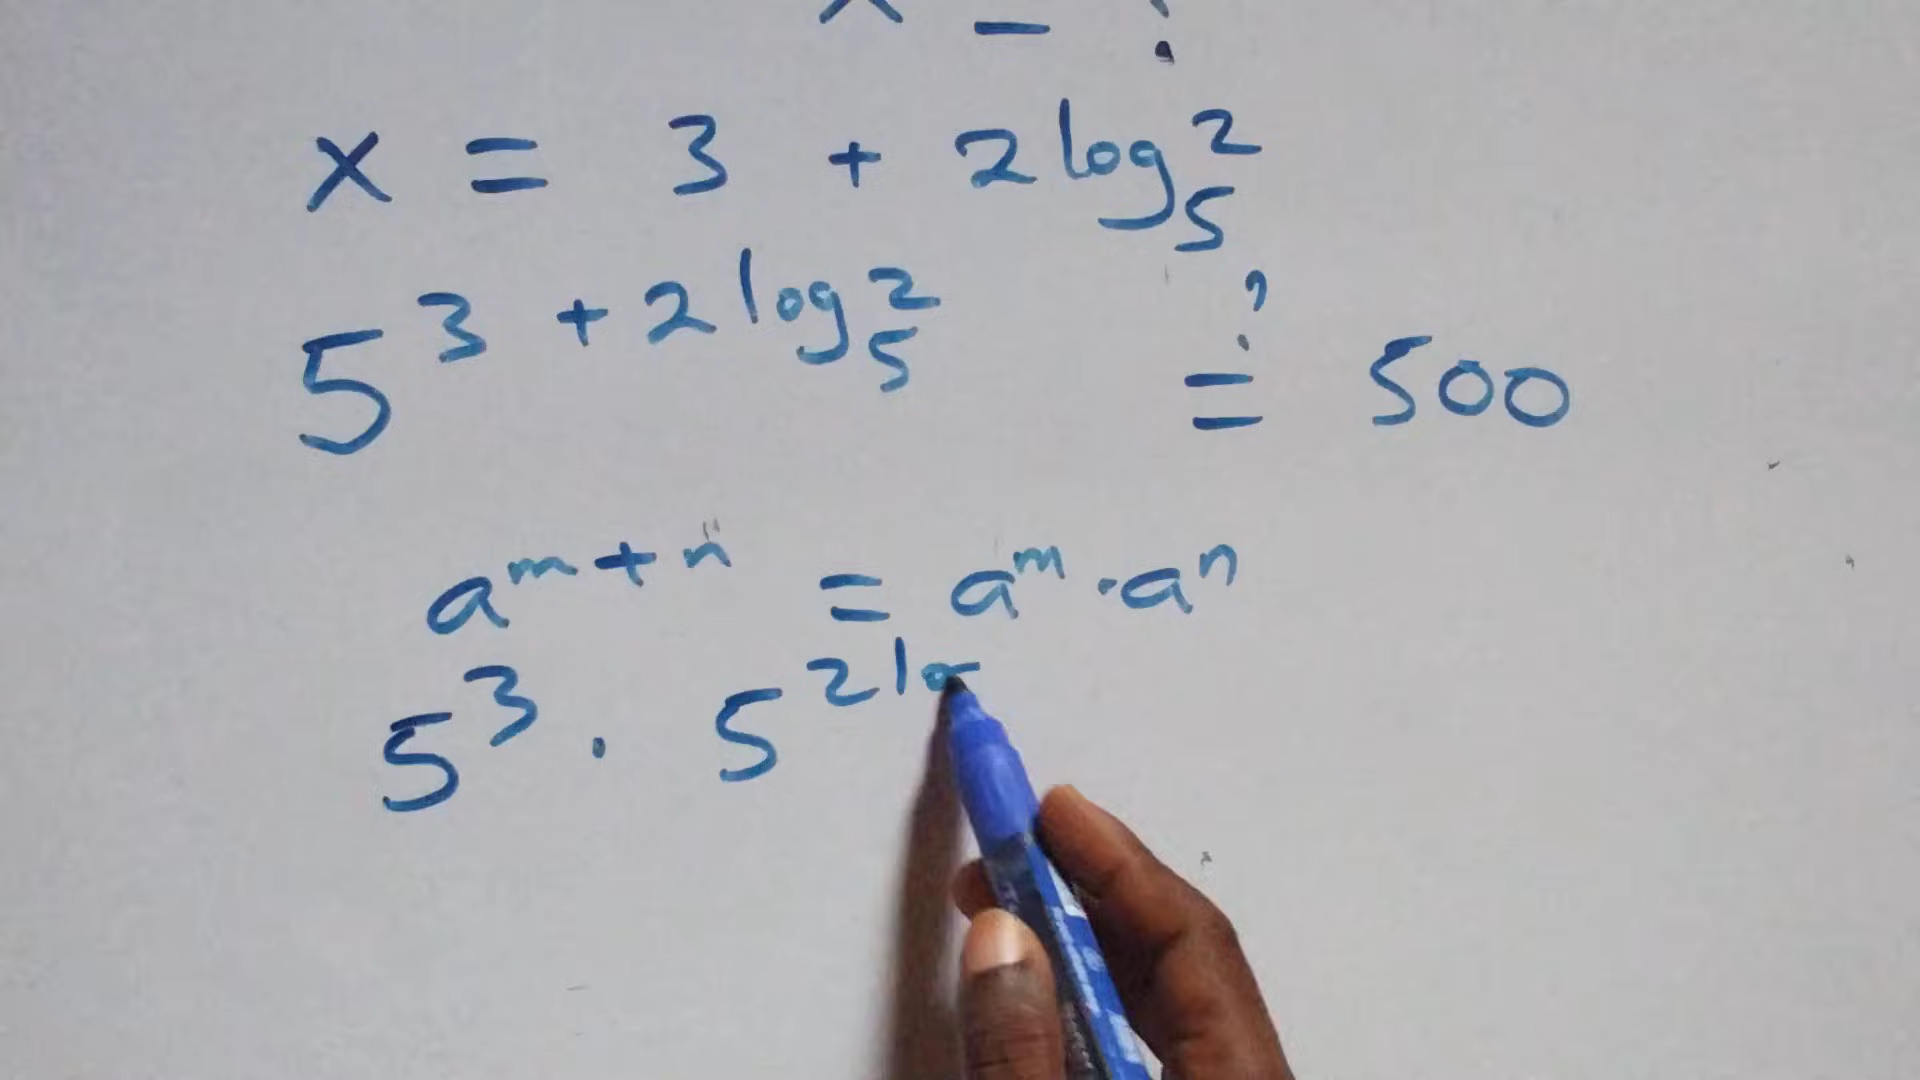 x = ?
x = 3 + 2log₅2
5^(3 + 2log₅2) =? 500
a^(m+n) = a^m · a^n
5³ · 5^(2lo